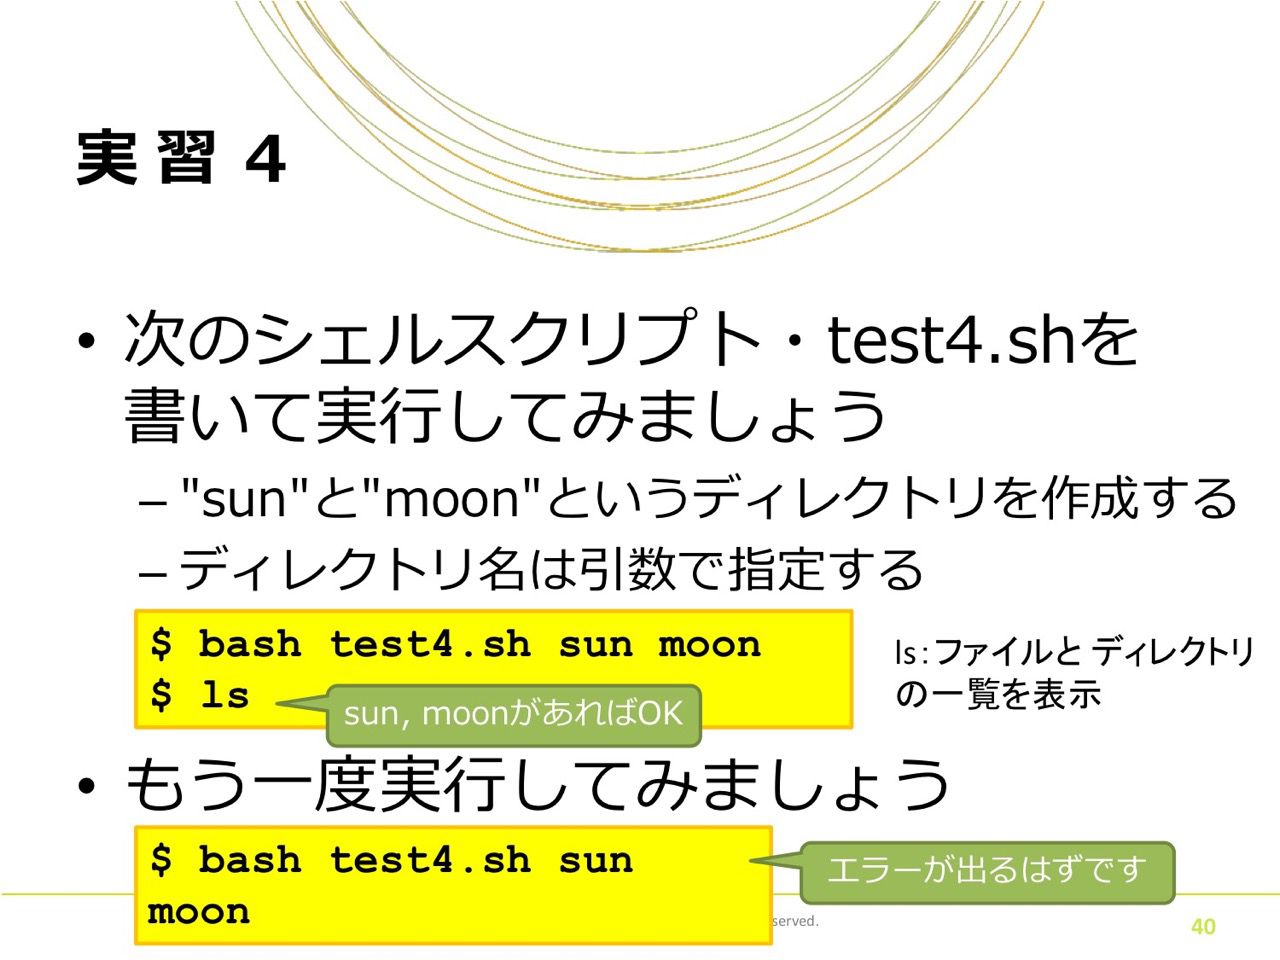 実習 4
• 次のシェルスクリプト・test4.shを
書いて実行してみましょう
– "sun"と"moon"というディレクトリを作成する
– ディレクトリ名は引数で指定する
$ bash test4.sh sun moon
$ ls
sun, moonがあればOK
ls：ファイルとディレクトリ
の一覧を表示
• もう一度実行してみましょう
$ bash test4.sh sun
moon
エラーが出るはずです
served.
40